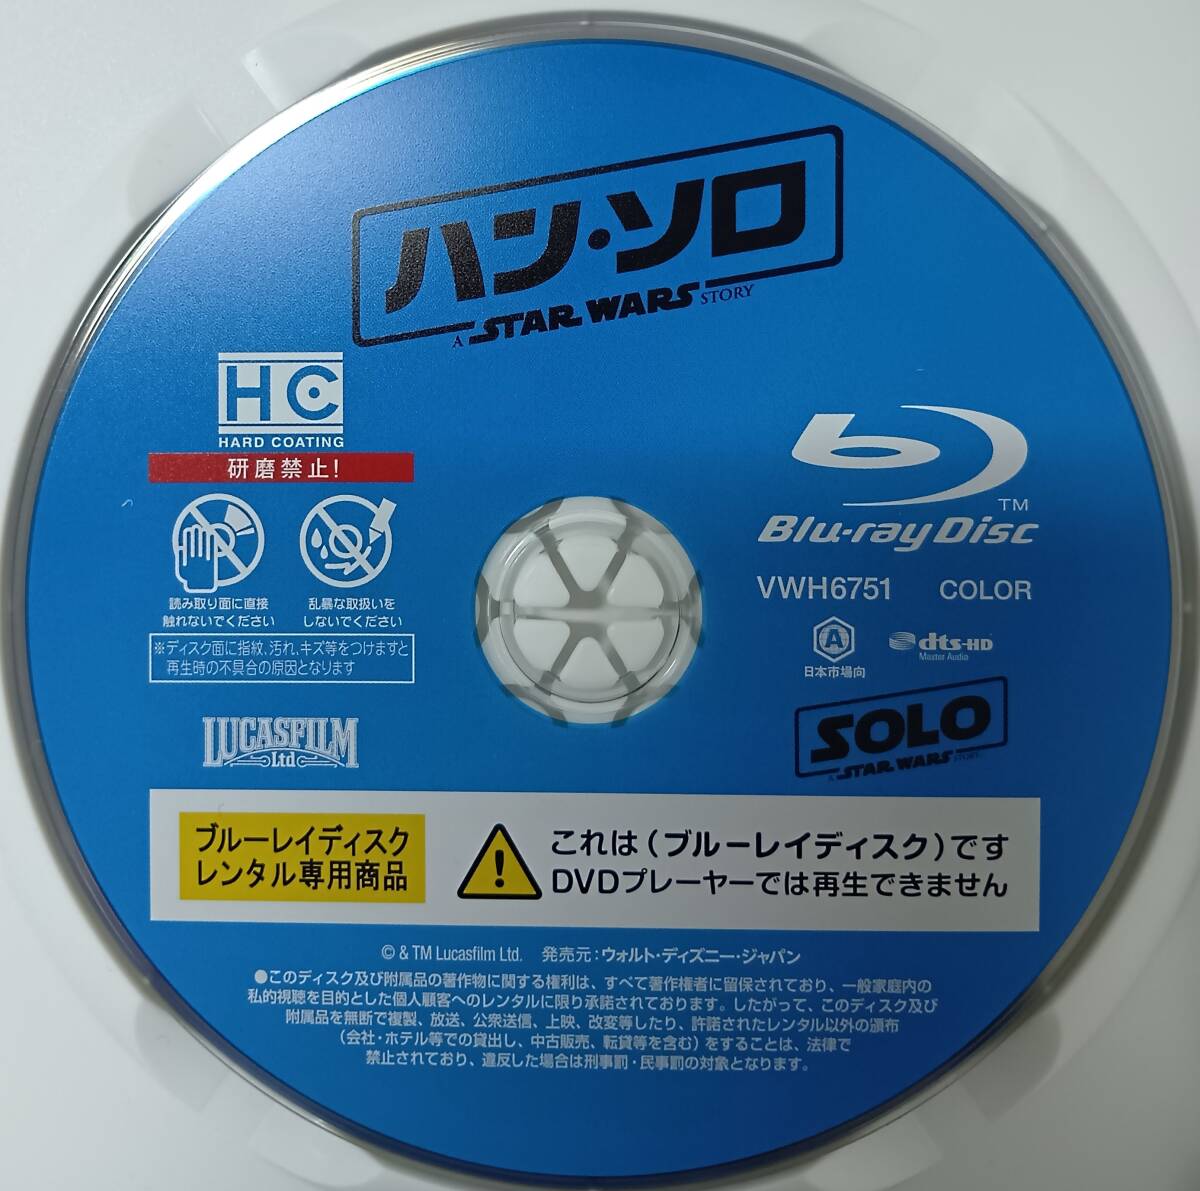 ハン・ソロ
A STAR WARS STORY
HC
HARD COATING
研磨禁止!
読み取り面に直接
触れないでください
乱暴な取扱いを
しないでください
※ディスク面に指紋、汚れ、キズ等をつけますと
再生時の不具合の原因となります
LUCASFILM
Ltd
TM
Blu-ray Disc
VWH6751 COLOR
A
日本市場向
dts-HD
Master Audio
SOLO
A STAR WARS STORY
ブルーレイディスク
レンタル専用商品
これは(ブルーレイディスク)です
DVDプレーヤーでは再生できません
© & TM Lucasfilm Ltd. 発売元:ウォルト・ディズニー・ジャパン
●このディスク及び附属品の著作物に関する権利は、すべて著作権者に留保されており、一般家庭内の
私的視聴を目的とした個人顧客へのレンタルに限り承諾されております。したがって、このディスク及び
附属品を無断で複製、放送、公衆送信、上映、改変等したり、許諾されたレンタル以外の頒布
(会社・ホテル等での貸出し、中古販売、転貸等を含む)をすることは、法律で
禁止されており、違反した場合は刑事罰・民事罰の対象となります。